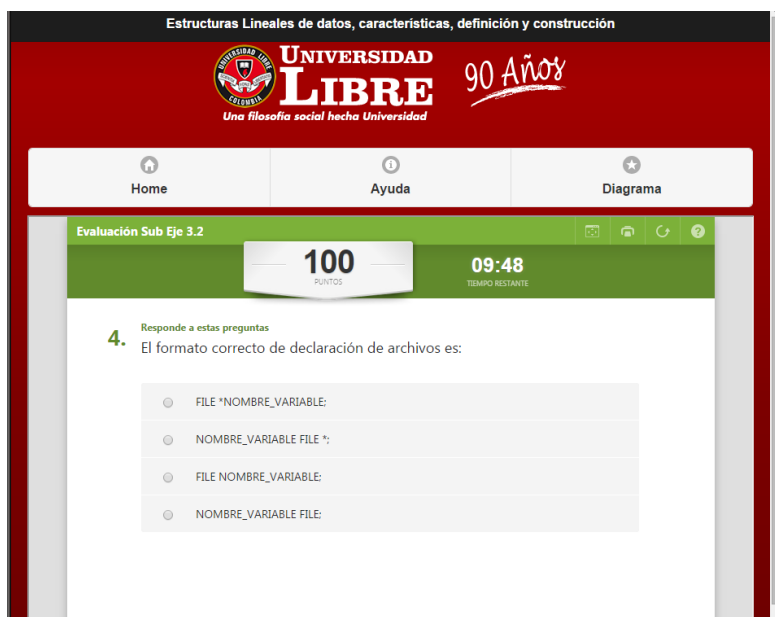 Estructuras Lineales de datos, características, definición y construcción
UNIVERSIDAD
LIBRE
Una filosofía social hecha Universidad
UNIVERSIDAD LIBRE
COLOMBIA
90 Años
Home
Ayuda
Diagrama
Evaluación Sub Eje 3.2
100
PUNTOS
09:48
TIEMPO RESTANTE
4.
Responde a estas preguntas
El formato correcto de declaración de archivos es:
FILE *NOMBRE_VARIABLE;
NOMBRE_VARIABLE FILE *;
FILE NOMBRE_VARIABLE;
NOMBRE_VARIABLE FILE;